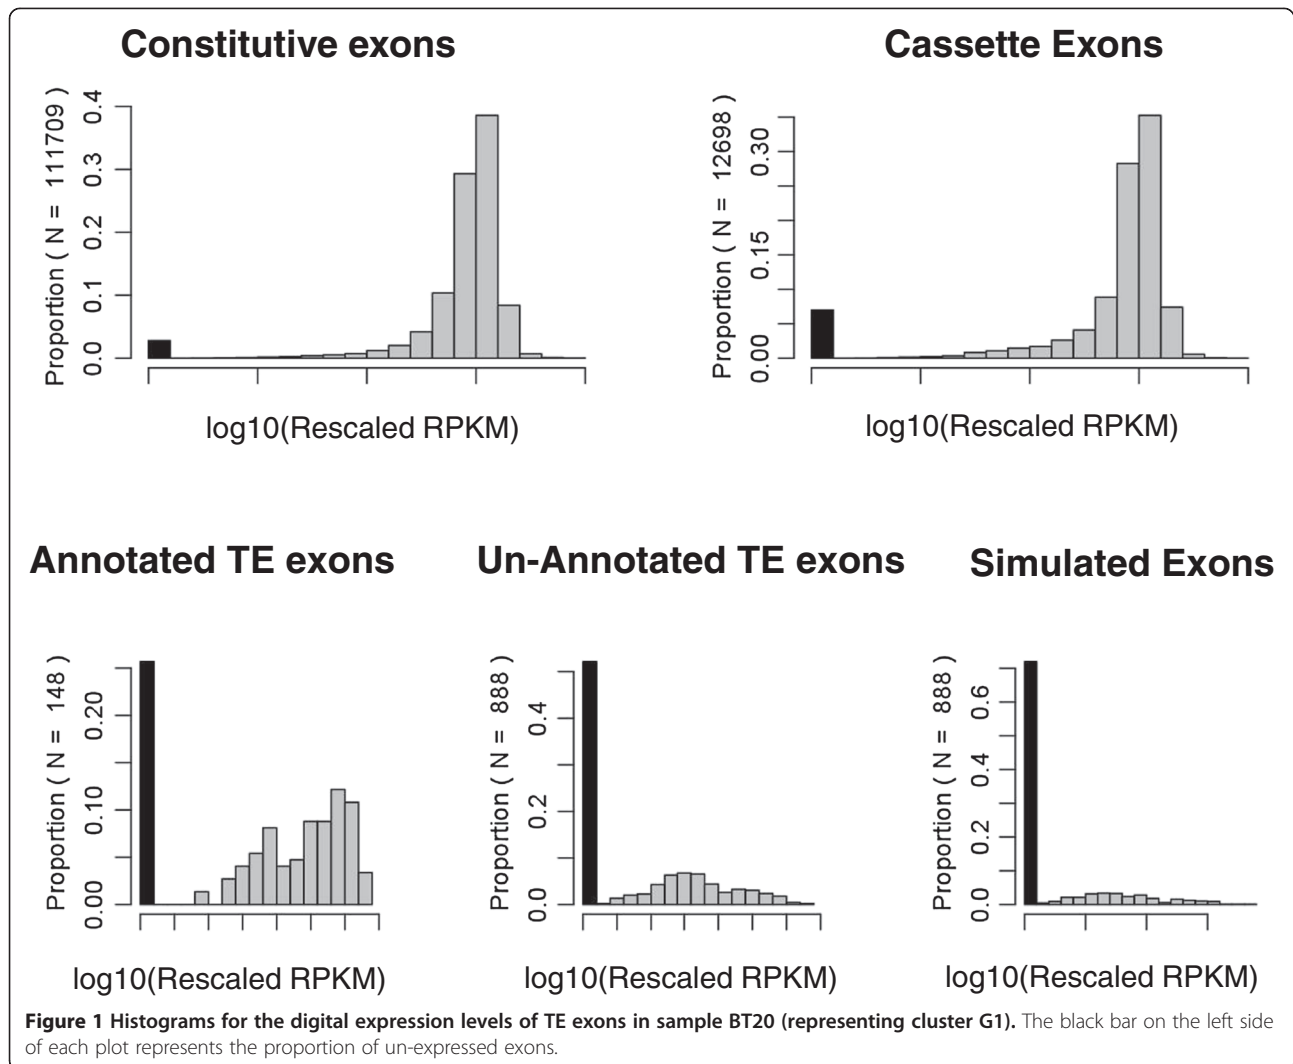 Constitutive exons
Cassette Exons
Proportion ( N = 111709 )
0.0 0.1 0.2 0.3 0.4
log10(Rescaled RPKM)
Proportion ( N = 12698 )
0.00 0.15 0.30
log10(Rescaled RPKM)
Annotated TE exons
Un-Annotated TE exons
Simulated Exons
Proportion ( N = 148 )
0.00 0.10 0.20
log10(Rescaled RPKM)
Proportion ( N = 888 )
0.0 0.2 0.4
log10(Rescaled RPKM)
Proportion ( N = 888 )
0.0 0.2 0.4 0.6
log10(Rescaled RPKM)
Figure 1 Histograms for the digital expression levels of TE exons in sample BT20 (representing cluster G1). The black bar on the left side
of each plot represents the proportion of un-expressed exons.